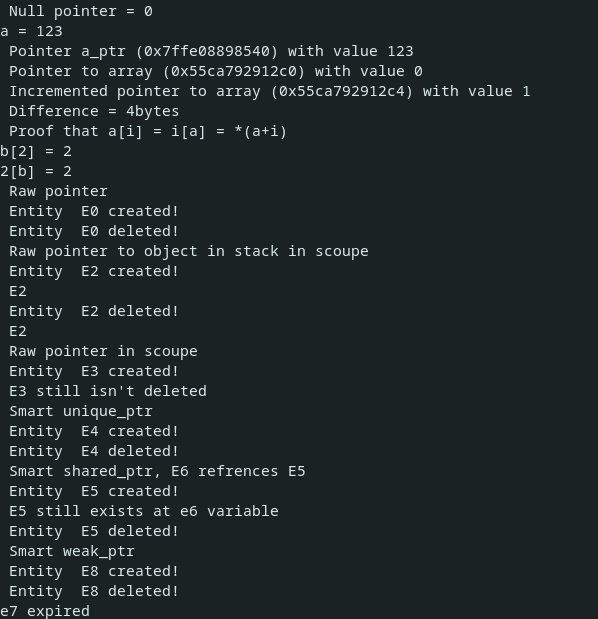 Null pointer = 0
a = 123
Pointer a_ptr (0x7ffe08898540) with value 123
Pointer to array (0x55ca792912c0) with value 0
Incremented pointer to array (0x55ca792912c4) with value 1
Difference = 4bytes
Proof that a[i] = i[a] = *(a+i)
b[2] = 2
2[b] = 2
Raw pointer
Entity  E0 created!
Entity  E0 deleted!
Raw pointer to object in stack in scoupe
Entity  E2 created!
E2
Entity  E2 deleted!
E2
Raw pointer in scoupe
Entity  E3 created!
E3 still isn't deleted
Smart unique_ptr
Entity  E4 created!
Entity  E4 deleted!
Smart shared_ptr, E6 refrences E5
Entity  E5 created!
E5 still exists at e6 variable
Entity  E5 deleted!
Smart weak_ptr
Entity  E8 created!
Entity  E8 deleted!
e7 expired